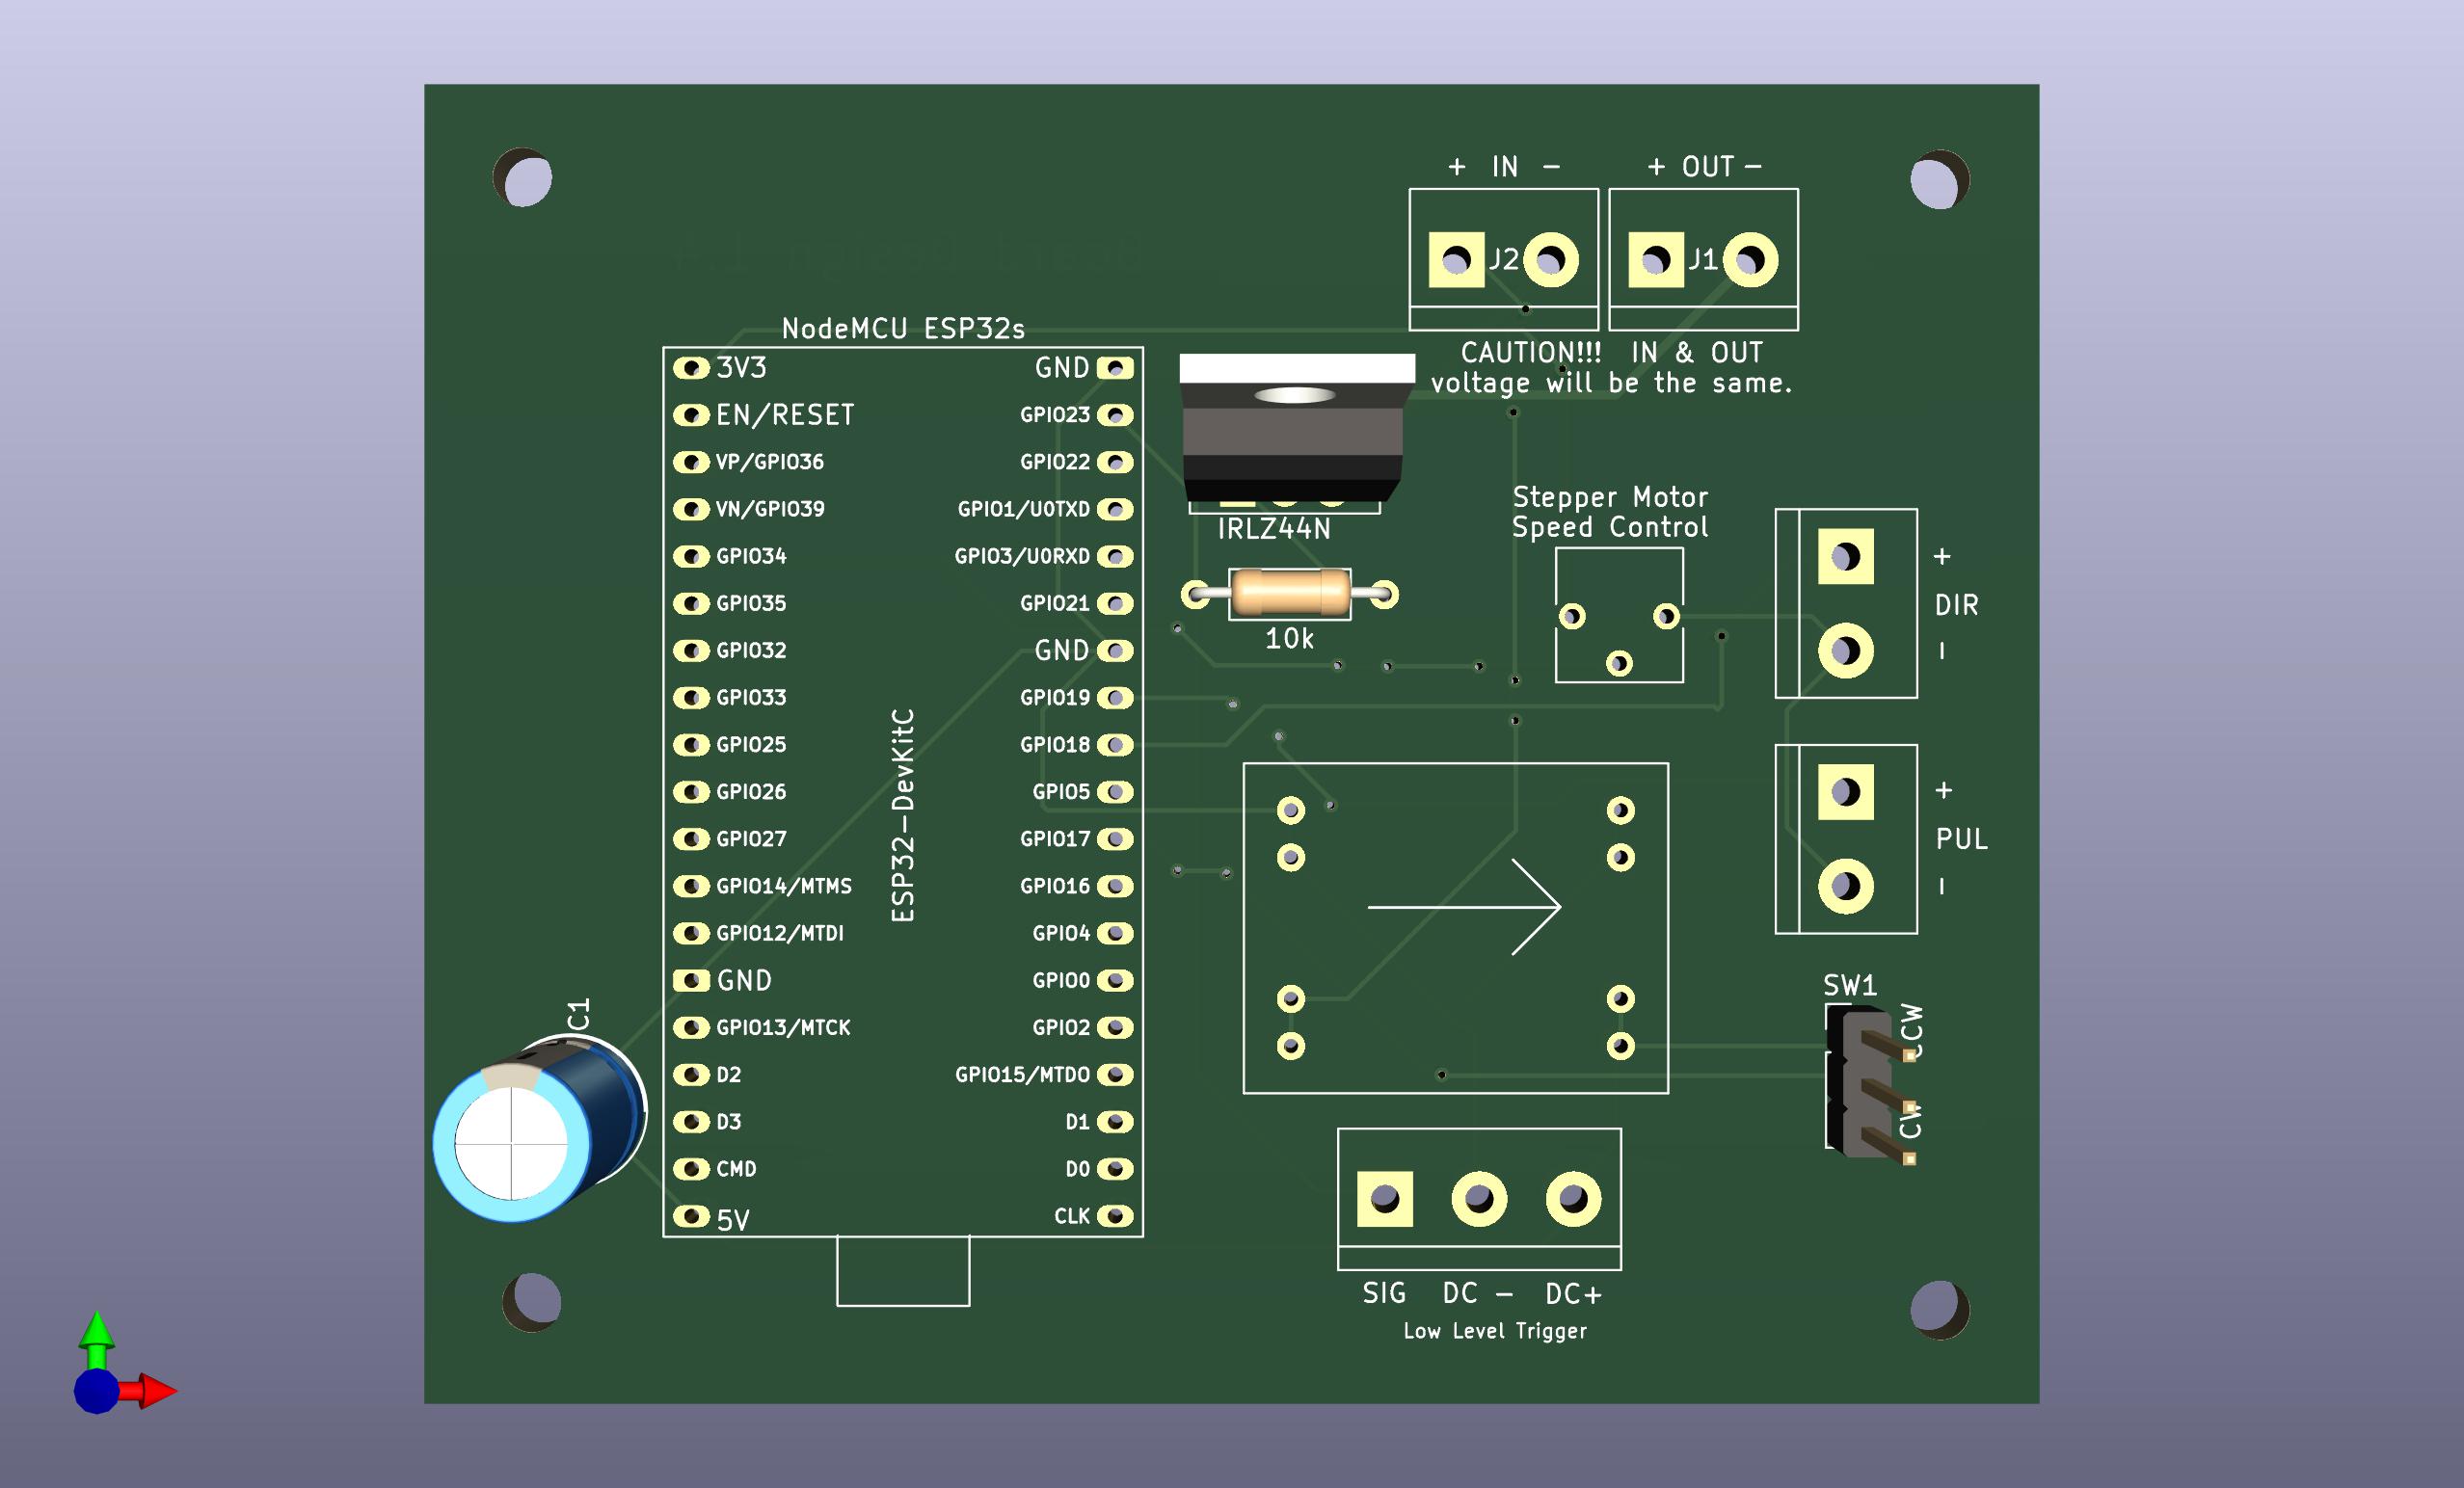 + IN -
+ OUT -
J2
J1
CAUTION!!! IN & OUT
voltage will be the same.
NodeMCU ESP32s
3V3
EN/RESET
VP/GPIO36
VN/GPIO39
GPIO34
GPIO35
GPIO32
GPIO33
GPIO25
GPIO26
GPIO27
GPIO14/MTMS
GPIO12/MTDI
GND
GPIO13/MTCK
D2
D3
CMD
5V
GND
GPIO23
GPIO22
GPIO1/U0TXD
GPIO3/U0RXD
GPIO21
GND
GPIO19
GPIO18
GPIO5
GPIO17
GPIO16
GPIO4
GPIO0
GPIO2
GPIO15/MTDO
D1
D0
CLK
ESP32-DevKitC
C1
IRLZ44N
10k
Stepper Motor
Speed Control
+
DIR
-
+
PUL
-
SW1
CCW
CW
SIG DC - DC+
Low Level Trigger